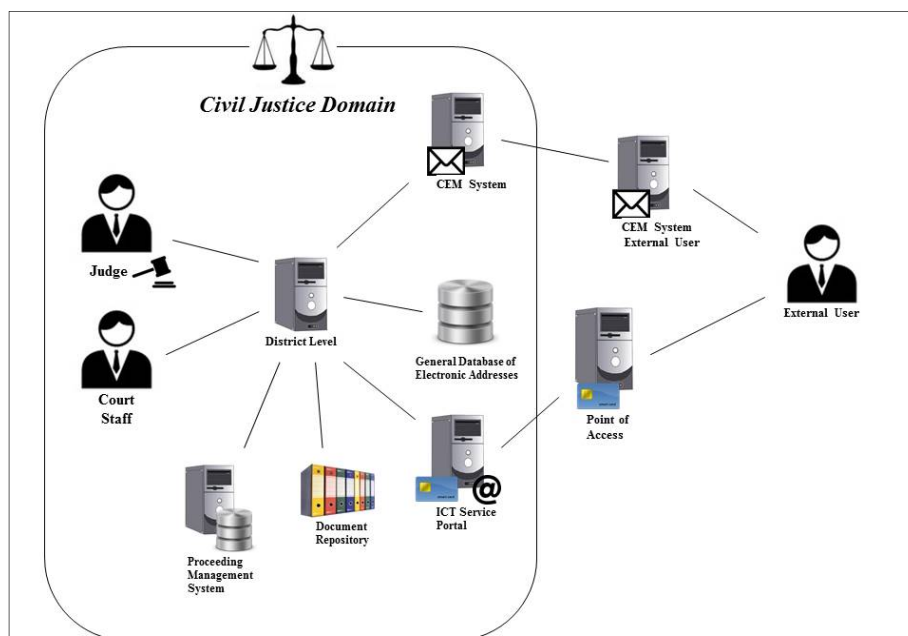 Civil Justice Domain
CEM System
CEM System
External User
Judge
External User
District Level
General Database of
Electronic Addresses
Court
Staff
Point of
Access
@
ICT Service
Portal
Document
Repository
Proceeding
Management
System